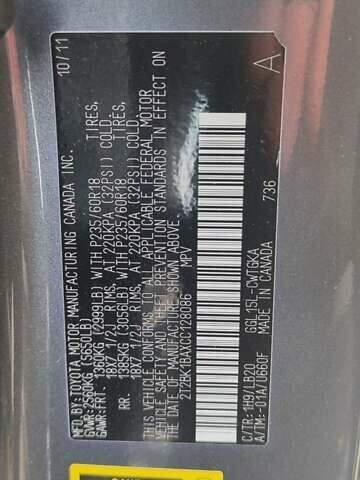 MFD. BY: TOYOTA MOTOR MANUFACTURING 10/11
CANADA INC.
GVWR: 2560KG (5650LB)
GAWR: FRT. 1360KG (2999LB) WITH P235/60R18 TIRES,
18X7 1/2J RIMS, AT 220KPA (32PSI) COLD
RR. 1385KG (3056LB) WITH P235/60R18 TIRES,
18X7 1/2J RIMS, AT 220KPA (32PSI) COLD
THIS VEHICLE CONFORMS TO ALL APPLICABLE FEDERAL MOTOR
VEHICLE SAFETY AND THEFT PREVENTION STANDARDS IN EFFECT
ON THE DATE OF MANUFACTURE SHOWN ABOVE.
2T2BK1BAXCC128086 MPV
A
C/TR: 1H9/LB20 GGL15L-CWTGKA
A/TM: -01A/U660F MADE IN CANADA 736